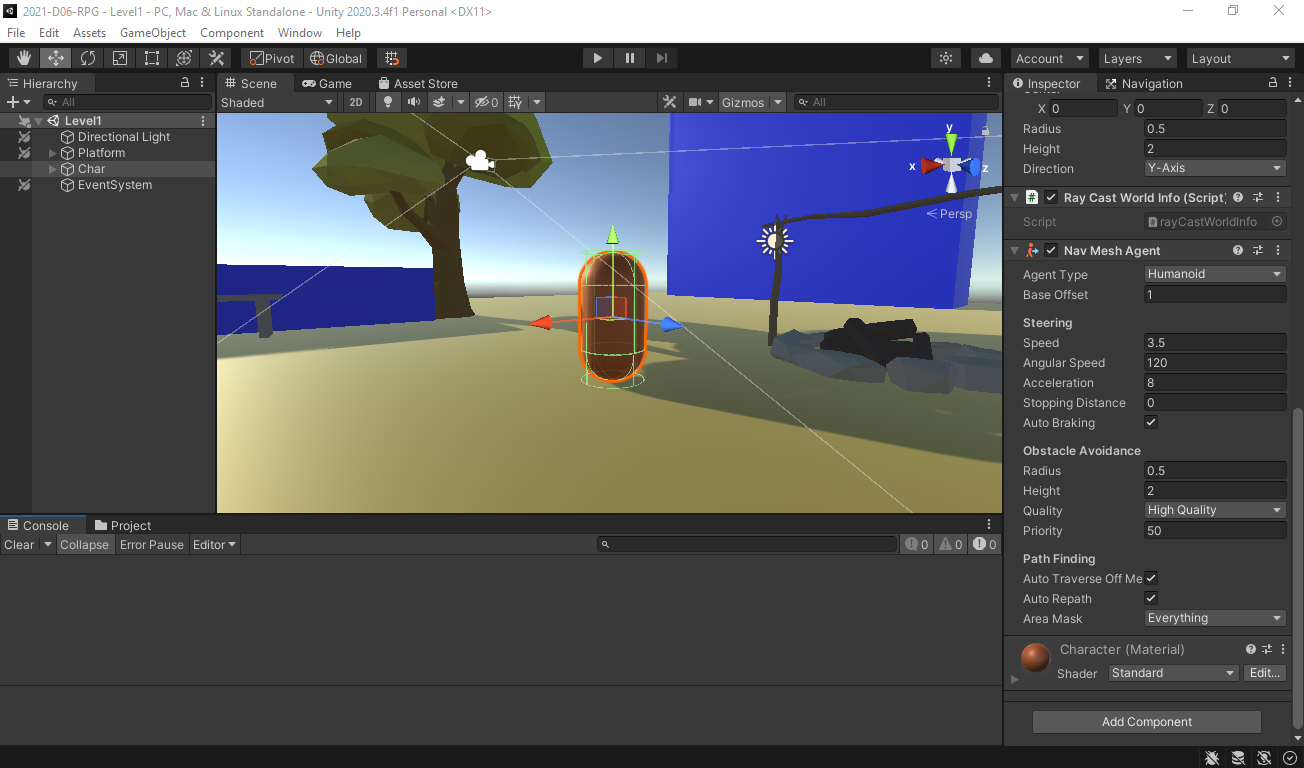 2021-D06-RPG - Level1 - PC, Mac & Linux Standalone - Unity 2020.3.4f1 Personal <DX11>
File Edit Assets GameObject Component Window Help
Pivot Global Account Layers Layout
Hierarchy
All
Level1
Directional Light
Platform
Char
EventSystem
Scene Game Asset Store
Shaded 2D 0 Gizmos All
y
x z
Persp
Console Project
Clear Collapse Error Pause Editor 0 0 0
Inspector Navigation
X 0 Y 0 Z 0
Radius 0.5
Height 2
Direction Y-Axis
# Ray Cast World Info (Script)
Script rayCastWorldInfo
Nav Mesh Agent
Agent Type Humanoid
Base Offset 1
Steering
Speed 3.5
Angular Speed 120
Acceleration 8
Stopping Distance 0
Auto Braking
Obstacle Avoidance
Radius 0.5
Height 2
Quality High Quality
Priority 50
Path Finding
Auto Traverse Off Me
Auto Repath
Area Mask Everything
Character (Material)
Shader Standard Edit...
Add Component